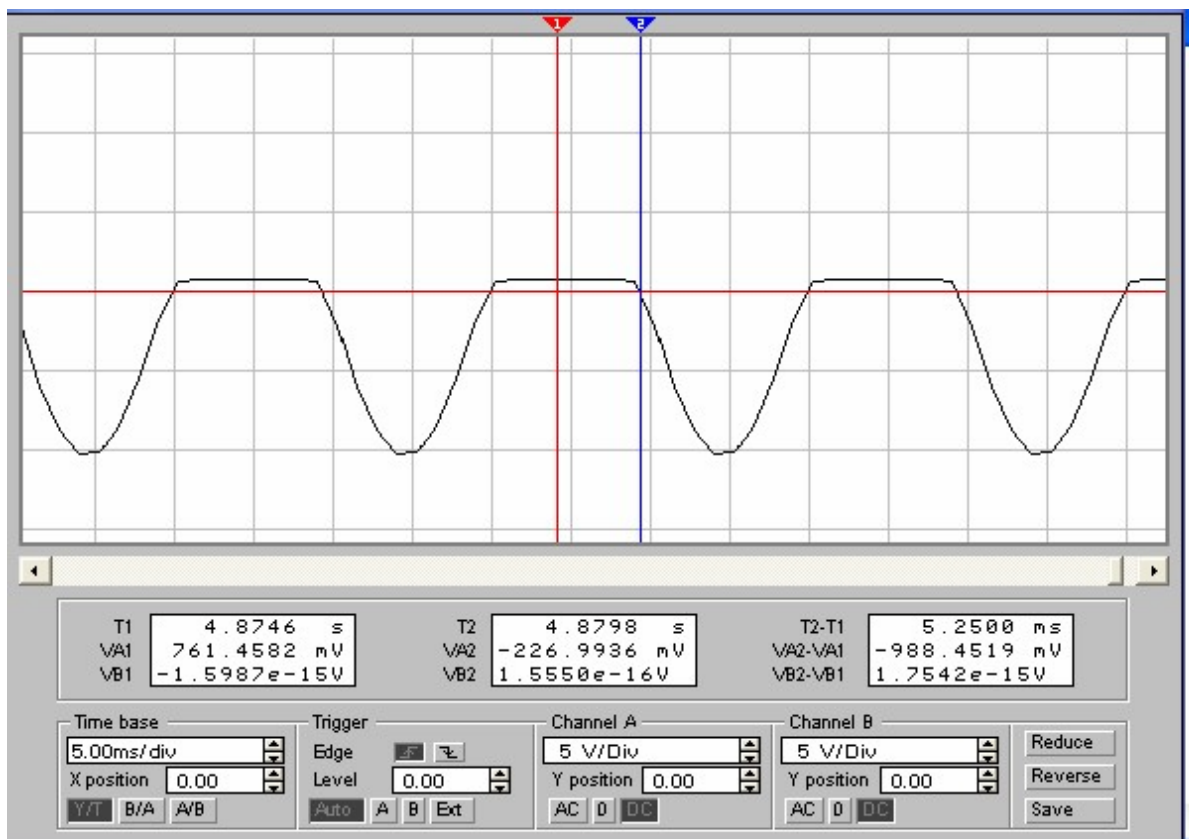 1 2
T1 4.8746 s T2 4.8798 s T2-T1 5.2500 ms
VA1 761.4582 mV VA2 -226.9936 mV VA2-VA1 -988.4519 mV
VB1 -1.5987e-15V VB2 1.5550e-16V VB2-VB1 1.7542e-15V
Time base Trigger Channel A Channel B
5.00ms/div Edge 5 V/Div 5 V/Div Reduce
X position 0.00 Level 0.00 Y position 0.00 Y position 0.00 Reverse
Y/T B/A A/B Auto A B Ext AC 0 DC AC 0 DC Save